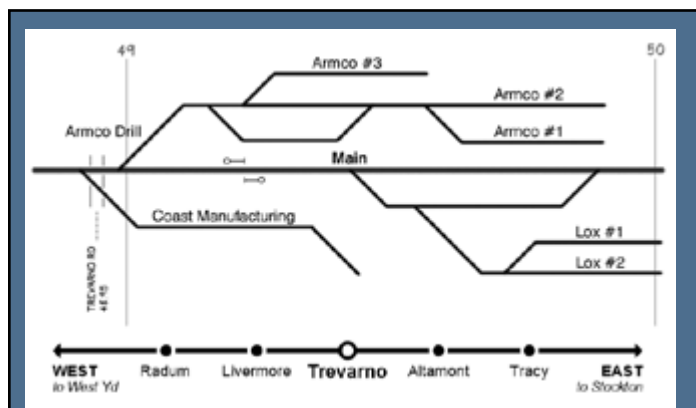 49
50
Armco #3
Armco #2
Armco Drill
Armco #1
Main
Coast Manufacturing
Lox #1
Lox #2
TREVARNO RD
WEST
to West Yd
Radum
Livermore
Trevarno
Altamont
Tracy
EAST
to Stockton